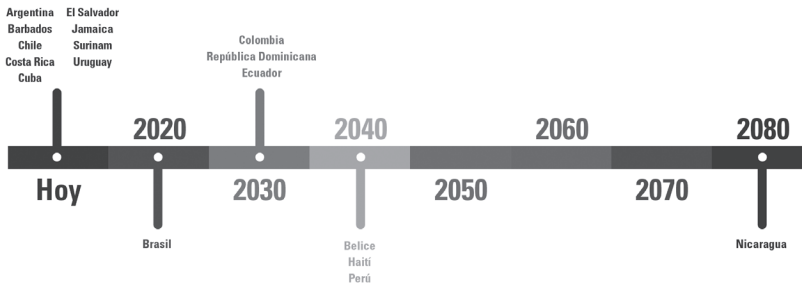 Argentina
Barbados
Chile
Costa Rica
Cuba
El Salvador
Jamaica
Surinam
Uruguay
Colombia
República Dominicana
Ecuador
2020
2040
2060
2080
Hoy
2030
2050
2070
Brasil
Belice
Haití
Perú
Nicaragua